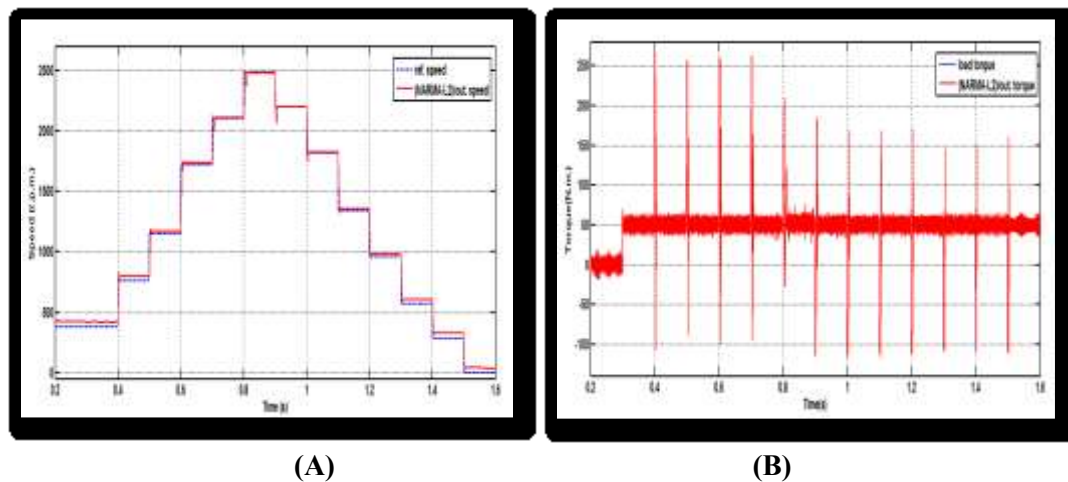 ref. speed
(NARMA-L2)out. speed
Speed (r.p.m.)
2500
2000
1500
1000
500
0
0.2 0.4 0.6 0.8 1 1.2 1.4 1.6
Time (s)
load torque
(NARMA-L2)out. torque
Torque(N.m.)
250
200
150
100
50
0
-50
-100
0.2 0.4 0.6 0.8 1 1.2 1.4 1.6
Time(s)
(A) (B)